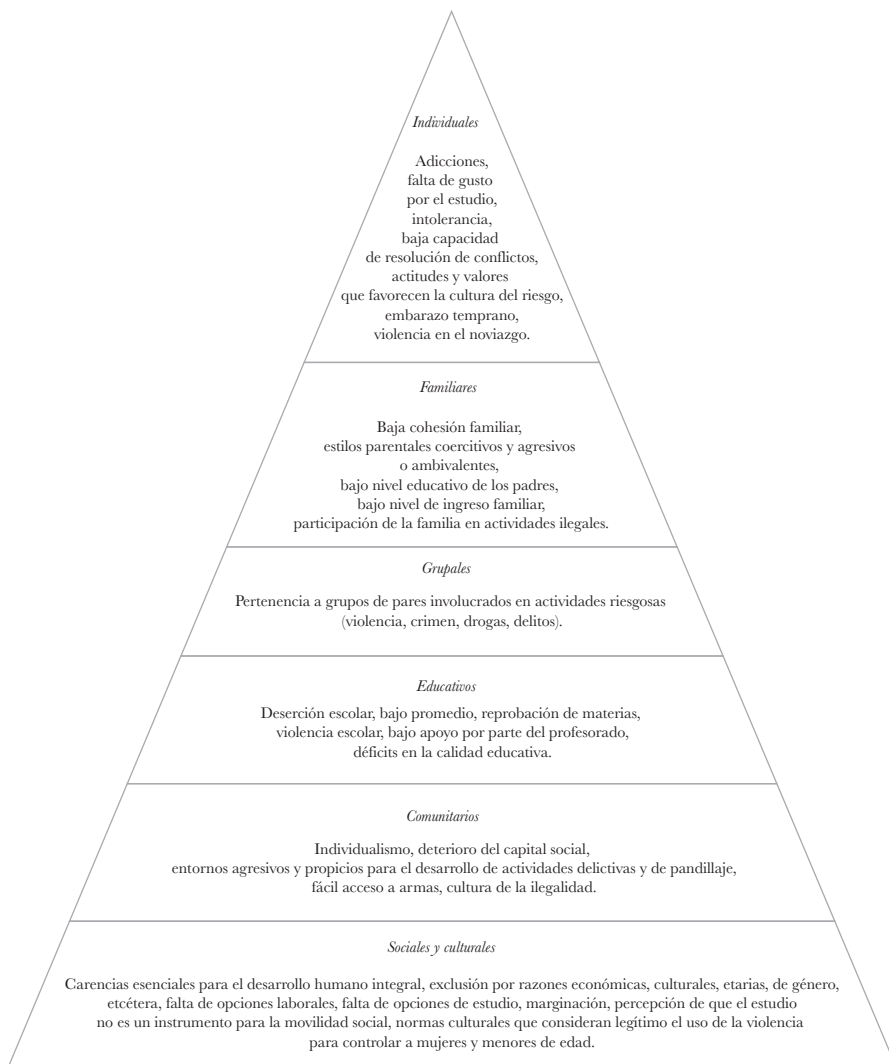 Individuales
Adicciones,
falta de gusto
por el estudio,
intolerancia,
baja capacidad
de resolución de conflictos,
actitudes y valores
que favorecen la cultura del riesgo,
embarazo temprano,
violencia en el noviazgo.
Familiares
Baja cohesión familiar,
estilos parentales coercitivos y agresivos
o ambivalentes,
bajo nivel educativo de los padres,
bajo nivel de ingreso familiar,
participación de la familia en actividades ilegales.
Grupales
Pertenencia a grupos de pares involucrados en actividades riesgosas
(violencia, crimen, drogas, delitos).
Educativos
Deserción escolar, bajo promedio, reprobación de materias,
violencia escolar, bajo apoyo por parte del profesorado,
déficits en la calidad educativa.
Comunitarios
Individualismo, deterioro del capital social,
entornos agresivos y propicios para el desarrollo de actividades delictivas y de pandillaje,
fácil acceso a armas, cultura de la ilegalidad.
Sociales y culturales
Carencias esenciales para el desarrollo humano integral, exclusión por razones económicas, culturales, etarias, de género,
etcétera, falta de opciones laborales, falta de opciones de estudio, marginación, percepción de que el estudio
no es un instrumento para la movilidad social, normas culturales que consideran legítimo el uso de la violencia
para controlar a mujeres y menores de edad.